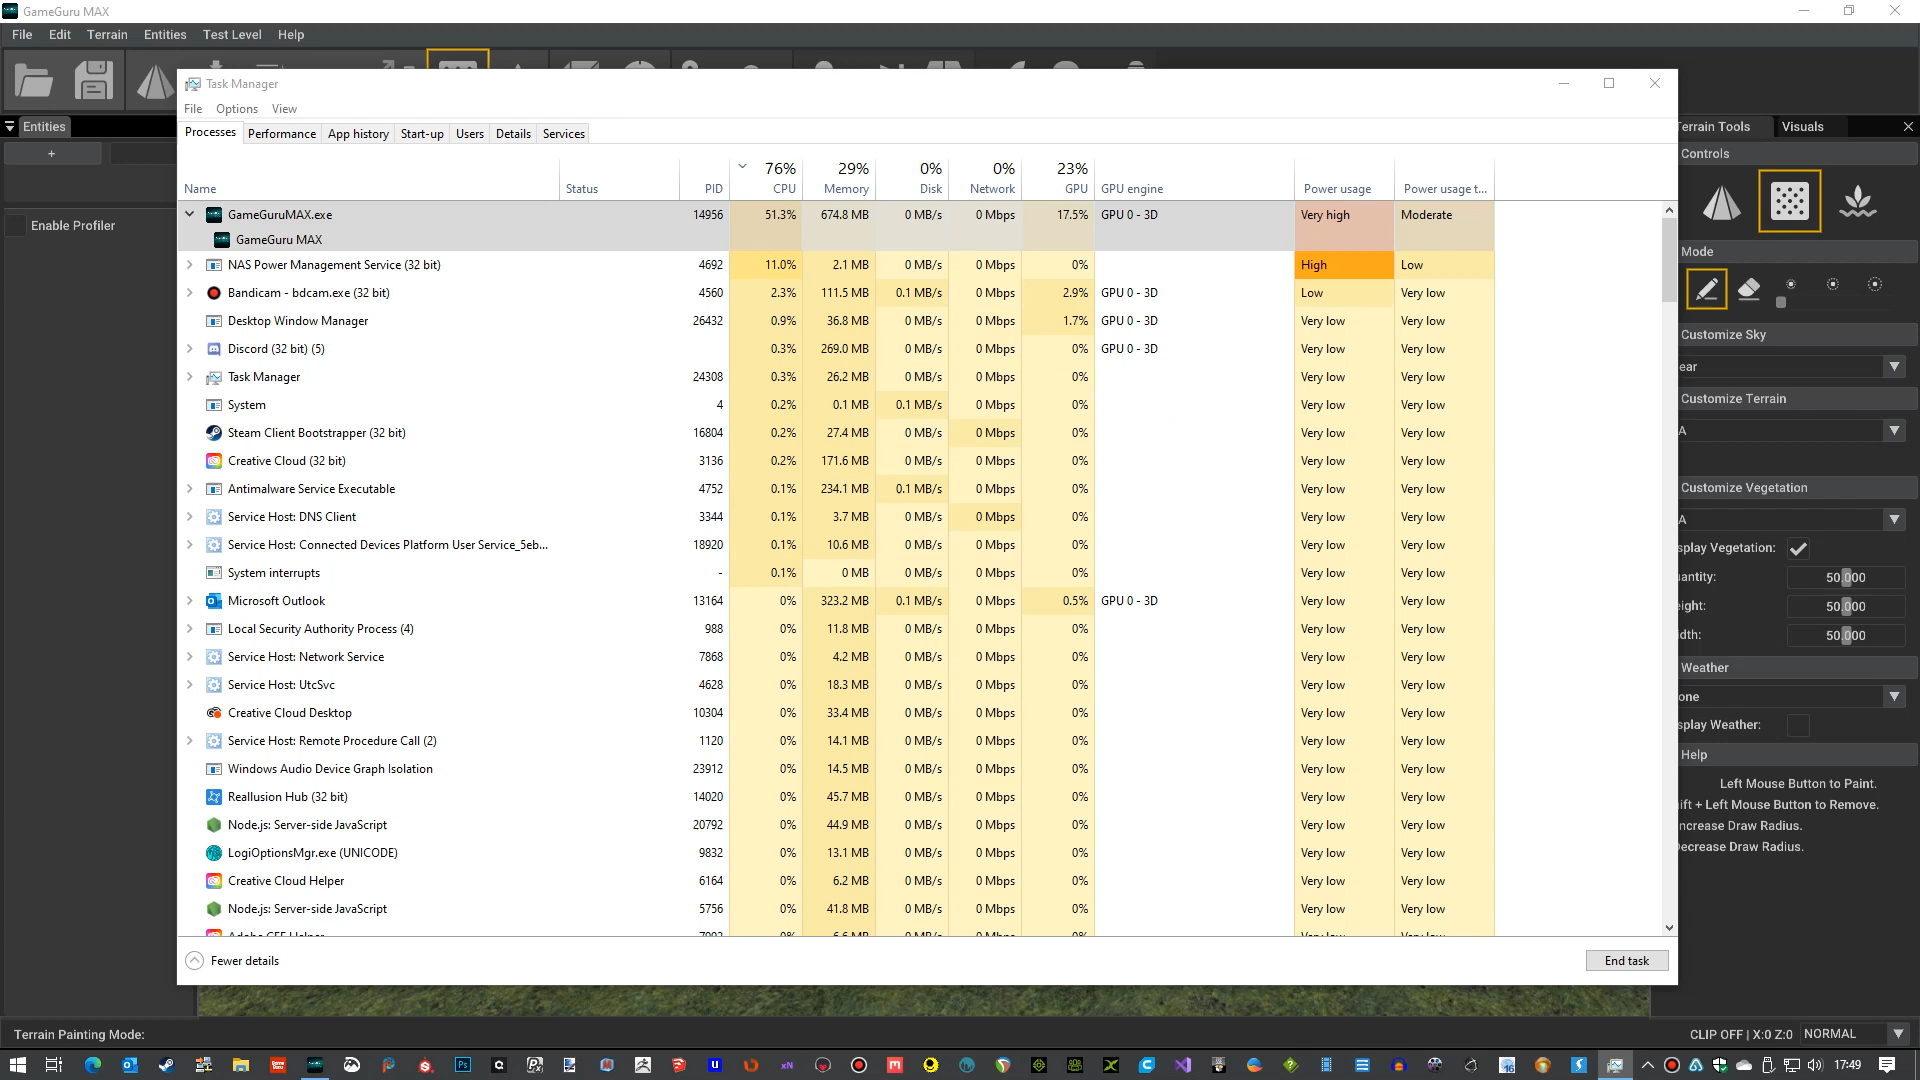 GameGuru MAX
File Edit Terrain Entities Test Level Help
Task Manager
File Options View
Processes Performance App history Start-up Users Details Services
76% 29% 0% 0% 23%
Name Status PID CPU Memory Disk Network GPU GPU engine Power usage Power usage t...
GameGuruMAX.exe 14956 51.3% 674.8 MB 0 MB/s 0 Mbps 17.5% GPU 0 - 3D Very high Moderate
GameGuru MAX
NAS Power Management Service (32 bit) 4692 11.0% 2.1 MB 0 MB/s 0 Mbps 0% High Low
Bandicam - bdcam.exe (32 bit) 4560 2.3% 111.5 MB 0.1 MB/s 0 Mbps 2.9% GPU 0 - 3D Low Very low
Desktop Window Manager 26432 0.9% 36.8 MB 0 MB/s 0 Mbps 1.7% GPU 0 - 3D Very low Very low
Discord (32 bit) (5) 0.3% 269.0 MB 0 MB/s 0 Mbps 0% GPU 0 - 3D Very low Very low
Task Manager 24308 0.3% 26.2 MB 0 MB/s 0 Mbps 0% Very low Very low
System 4 0.2% 0.1 MB 0.1 MB/s 0 Mbps 0% Very low Very low
Steam Client Bootstrapper (32 bit) 16804 0.2% 27.4 MB 0 MB/s 0 Mbps 0% Very low Very low
Creative Cloud (32 bit) 3136 0.2% 171.6 MB 0 MB/s 0 Mbps 0% Very low Very low
Antimalware Service Executable 4752 0.1% 234.1 MB 0.1 MB/s 0 Mbps 0% Very low Very low
Service Host: DNS Client 3344 0.1% 3.7 MB 0 MB/s 0 Mbps 0% Very low Very low
Service Host: Connected Devices Platform User Service_5eb... 18920 0.1% 10.6 MB 0 MB/s 0 Mbps 0% Very low Very low
System interrupts - 0.1% 0 MB 0 MB/s 0 Mbps 0% Very low Very low
Microsoft Outlook 13164 0% 323.2 MB 0.1 MB/s 0 Mbps 0.5% GPU 0 - 3D Very low Very low
Local Security Authority Process (4) 988 0% 11.8 MB 0 MB/s 0 Mbps 0% Very low Very low
Service Host: Network Service 7868 0% 4.2 MB 0 MB/s 0 Mbps 0% Very low Very low
Service Host: UtcSvc 4628 0% 18.3 MB 0 MB/s 0 Mbps 0% Very low Very low
Creative Cloud Desktop 10304 0% 33.4 MB 0 MB/s 0 Mbps 0% Very low Very low
Service Host: Remote Procedure Call (2) 1120 0% 14.1 MB 0 MB/s 0 Mbps 0% Very low Very low
Windows Audio Device Graph Isolation 23912 0% 14.5 MB 0 MB/s 0 Mbps 0% Very low Very low
Reallusion Hub (32 bit) 14020 0% 45.7 MB 0 MB/s 0 Mbps 0% Very low Very low
Node.js: Server-side JavaScript 20792 0% 44.9 MB 0 MB/s 0 Mbps 0% Very low Very low
LogiOptionsMgr.exe (UNICODE) 9832 0% 13.1 MB 0 MB/s 0 Mbps 0% Very low Very low
Creative Cloud Helper 6164 0% 6.2 MB 0 MB/s 0 Mbps 0% Very low Very low
Node.js: Server-side JavaScript 5756 0% 41.8 MB 0 MB/s 0 Mbps 0% Very low Very low
Fewer details End task
Entities
+
Enable Profiler
Terrain Tools Visuals
Controls
Mode
Customize Sky
ear
Customize Terrain
A
Customize Vegetation
A
splay Vegetation:
uantity: 50.000
eight: 50.000
idth: 50.000
Weather
one
splay Weather:
Help
Left Mouse Button to Paint.
ift + Left Mouse Button to Remove.
ncrease Draw Radius.
ecrease Draw Radius.
Terrain Painting Mode: CLIP OFF | X:0 Z:0 NORMAL
17:49